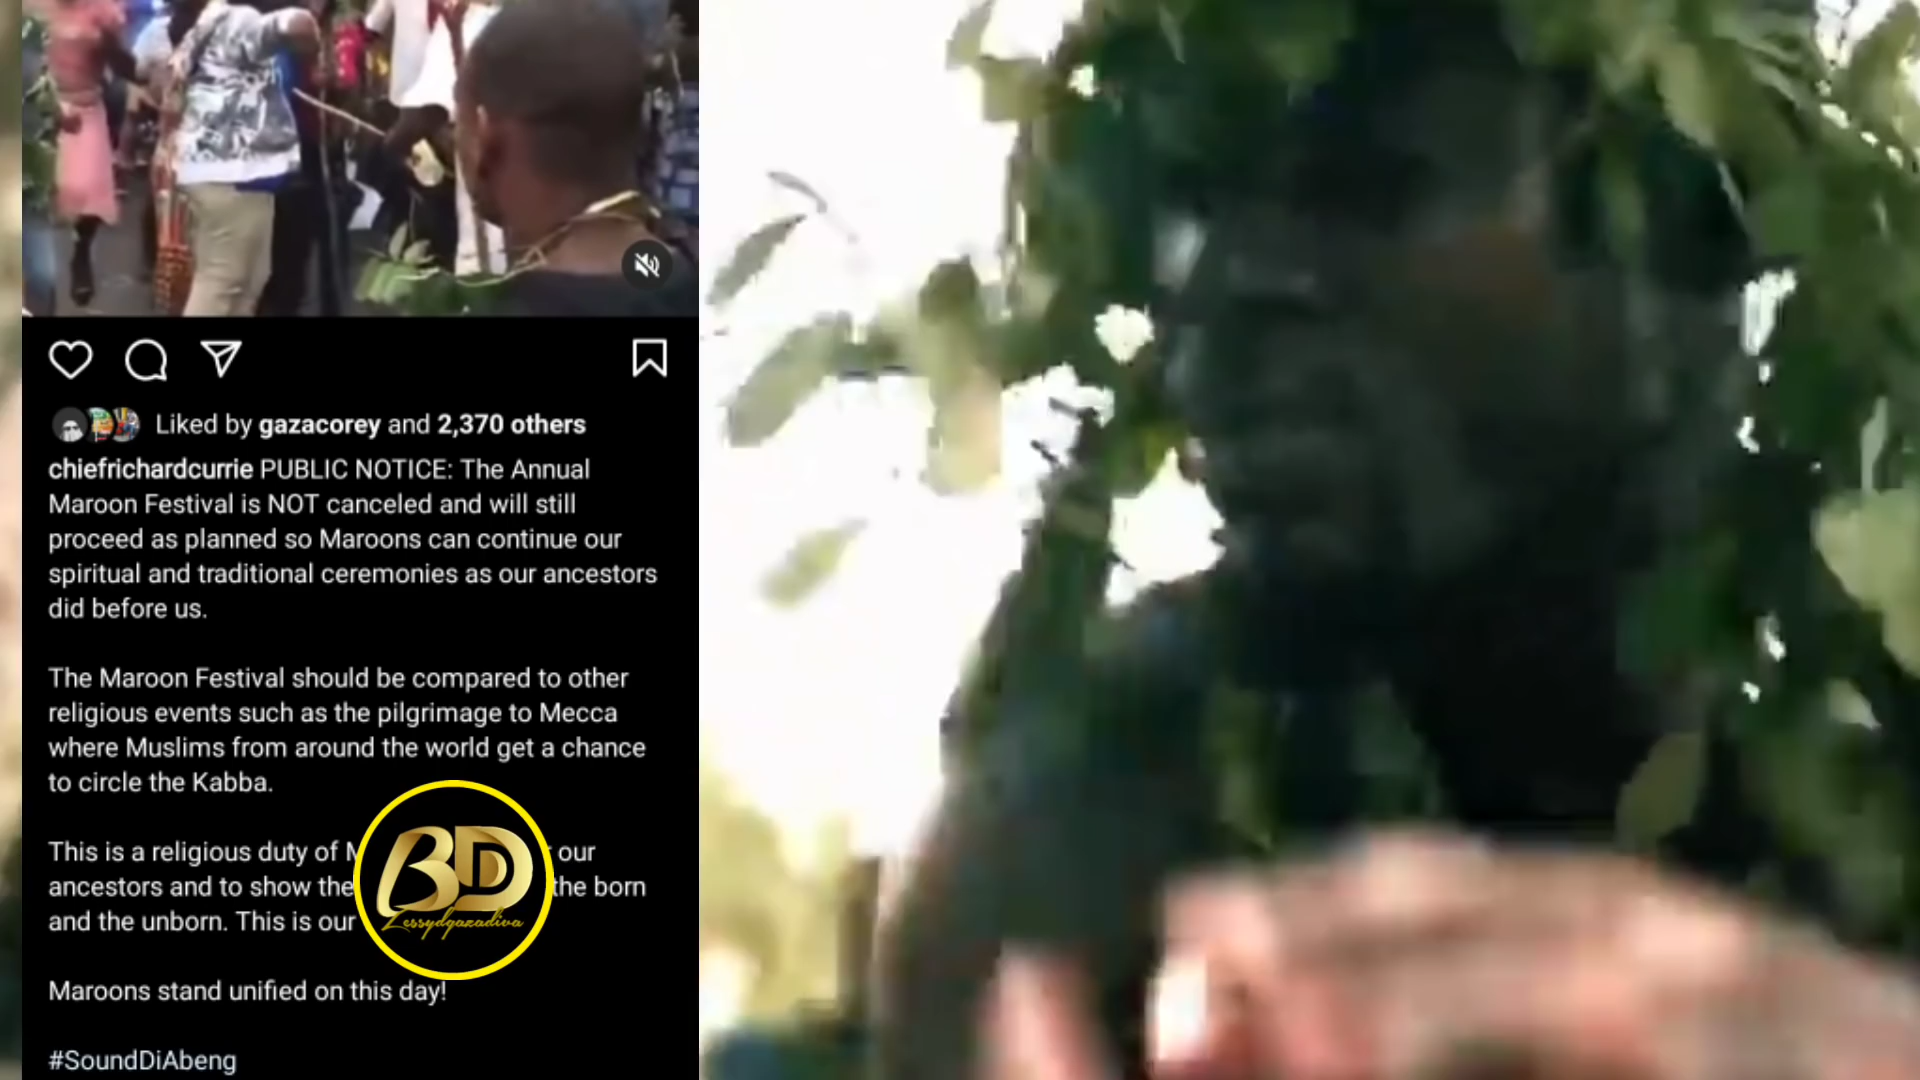 Liked by gazacorey and 2,370 others
chiefrichardcurrie PUBLIC NOTICE: The Annual
Maroon Festival is NOT canceled and will still
proceed as planned so Maroons can continue our
spiritual and traditional ceremonies as our ancestors
did before us.
The Maroon Festival should be compared to other
religious events such as the pilgrimage to Mecca
where Muslims from around the world get a chance
to circle the Kabba.
This is a religious duty of our
ancestors and to show the the born
and the unborn. This is our
BD
Lessydgazadiva
Maroons stand unified on this day!
#SoundDiAbeng